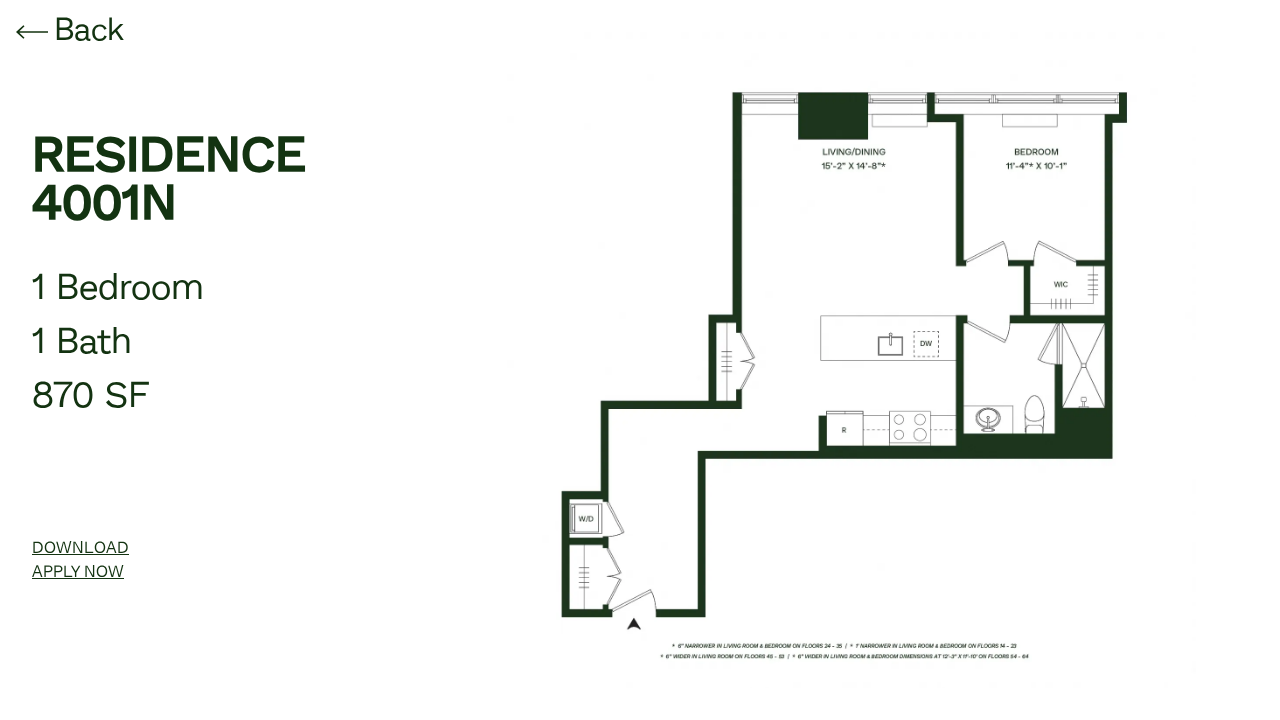 Back
RESIDENCE
4001N
1 Bedroom
1 Bath
870 SF
DOWNLOAD
APPLY NOW
LIVING/DINING
15'-2" X 14'-8"*
BEDROOM
11'-4"* X 10'-1"
WIC
DW
R
W/D
* 6" NARROWER IN LIVING ROOM & BEDROOM ON FLOORS 24 - 35 / * 1' NARROWER IN LIVING ROOM & BEDROOM ON FLOORS 14 - 23
* 6" WIDER IN LIVING ROOM ON FLOORS 45 - 53 / * 6" WIDER IN LIVING ROOM & BEDROOM DIMENSIONS AT 12'-3" X 11'-10' ON FLOORS 54 - 64